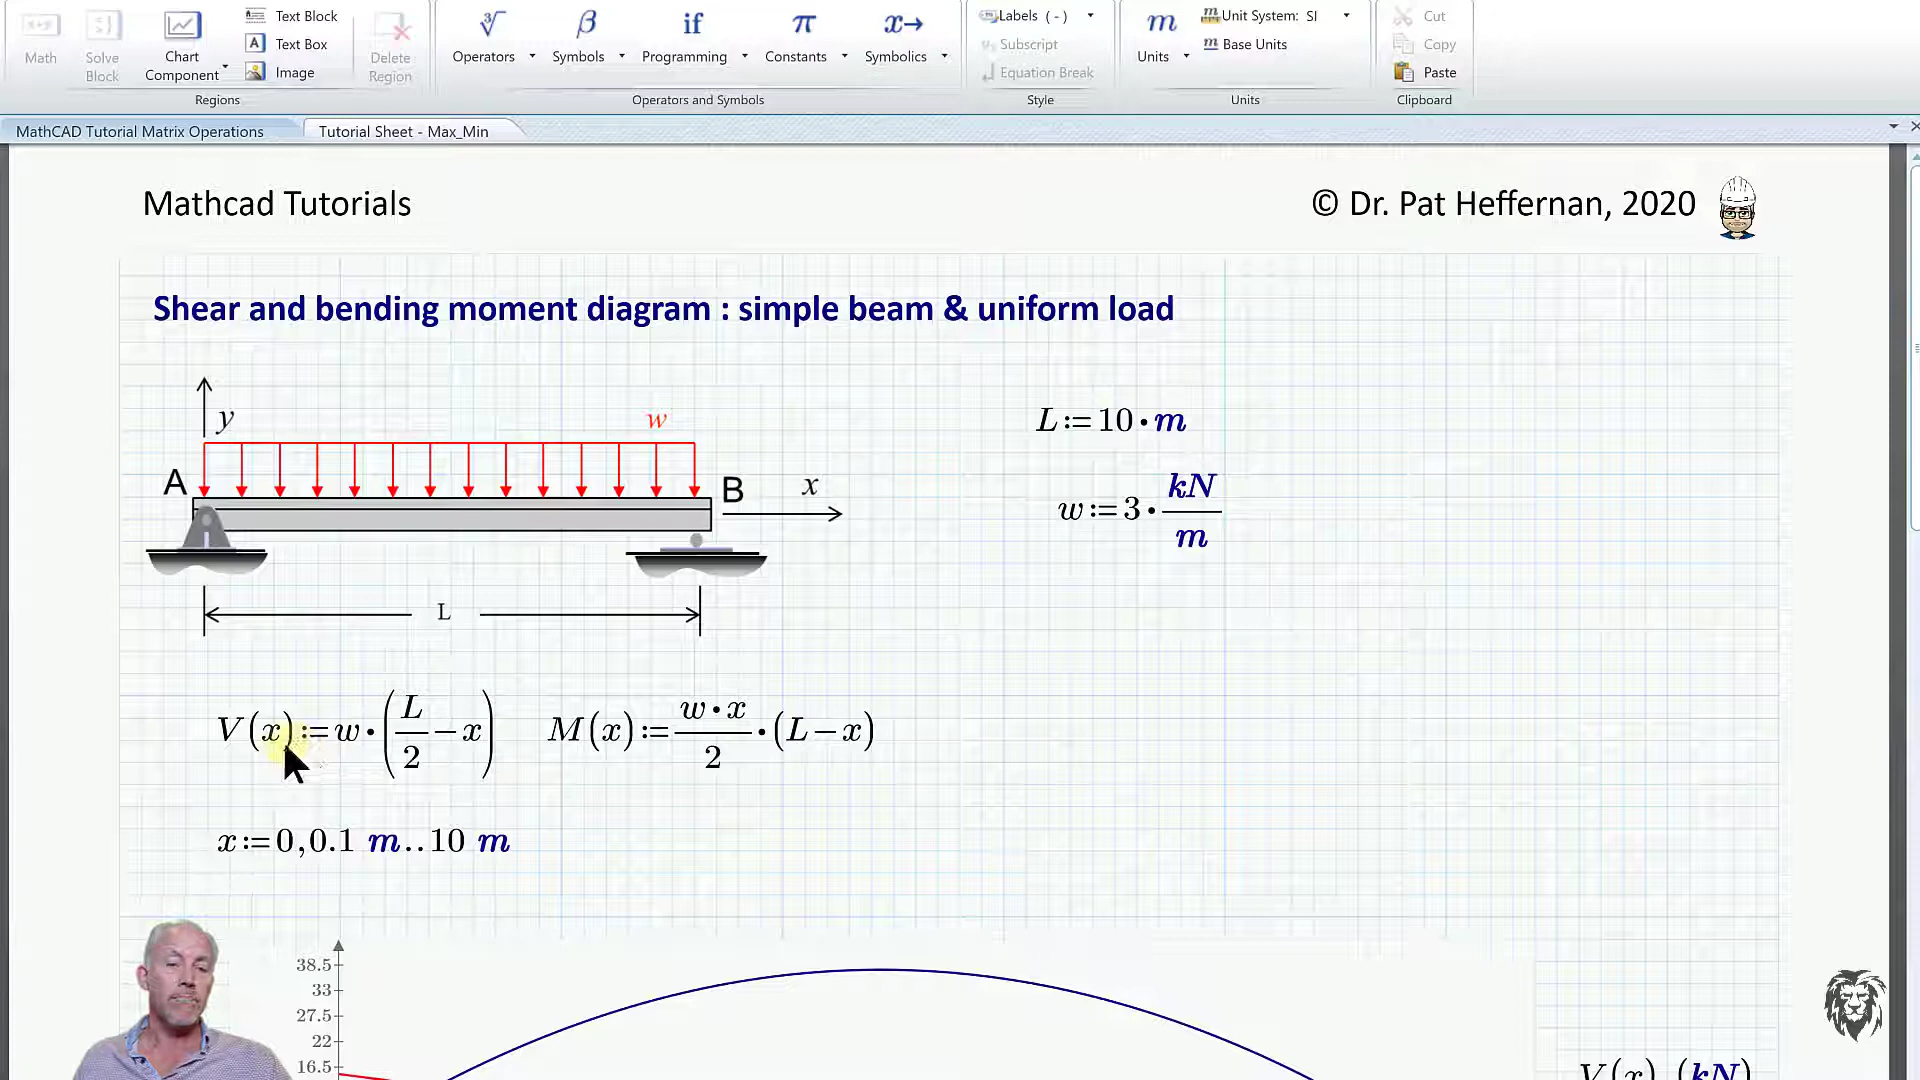 Math
Solve
Block
Chart
Component
Text Block
Text Box
Image
Delete
Region
Regions
Operators
β
Symbols
if
Programming
π
Constants
x→
Symbolics
Operators and Symbols
Labels (-)
Subscript
Equation Break
Style
m
Units
Unit System: SI
Base Units
Units
Cut
Copy
Paste
Clipboard
MathCAD Tutorial Matrix Operations
Tutorial Sheet - Max_Min
Mathcad Tutorials
© Dr. Pat Heffernan, 2020
Shear and bending moment diagram : simple beam & uniform load
y
w
A
B
x
L
L:=10·m
w:=3·kN/m
V(x):=w·(L/2−x)
M(x):=w·x/2·(L−x)
x:=0,0.1 m..10 m
38.5
33
27.5
22
16.5
V(x) (kN)